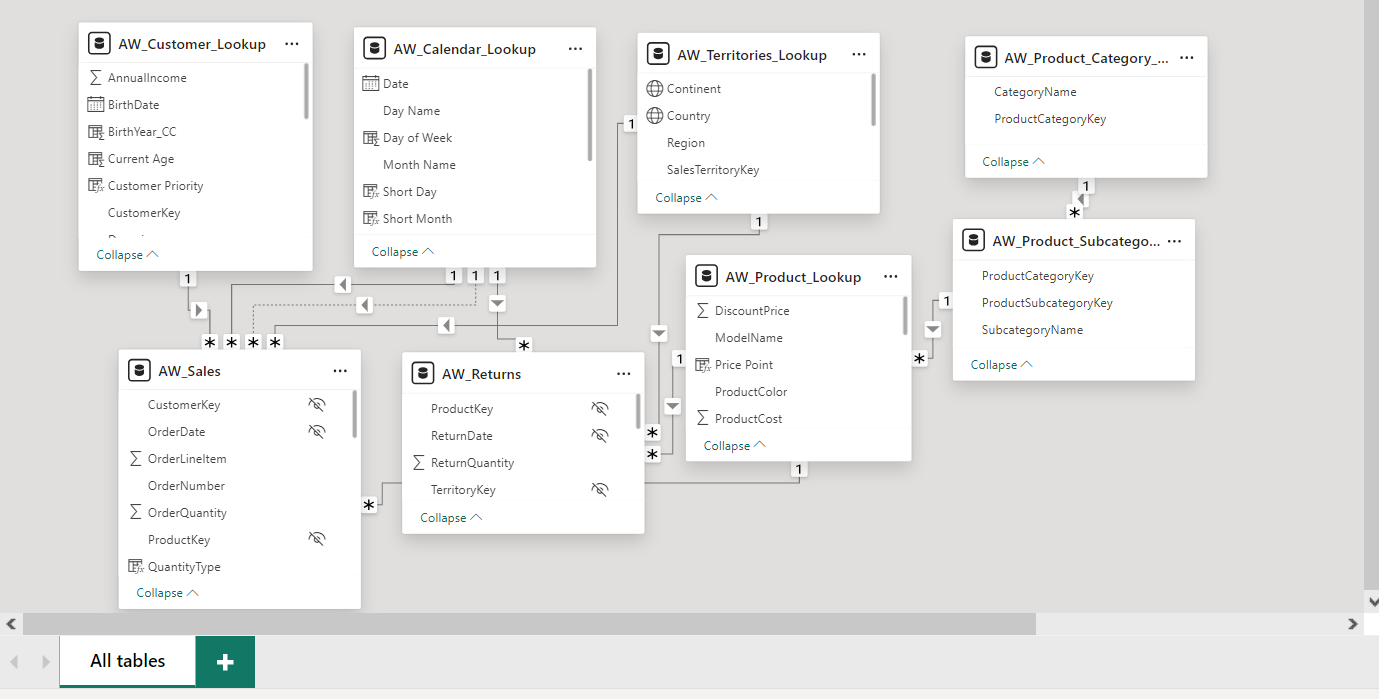 AW_Customer_Lookup
AnnualIncome
BirthDate
BirthYear_CC
Current Age
Customer Priority
CustomerKey
Collapse
AW_Calendar_Lookup
Date
Day Name
Day of Week
Month Name
Short Day
Short Month
Collapse
AW_Territories_Lookup
Continent
Country
Region
SalesTerritoryKey
Collapse
AW_Product_Category_...
CategoryName
ProductCategoryKey
Collapse
1
1
*
1
1 1 1
1
AW_Product_Subcatego...
ProductCategoryKey
ProductSubcategoryKey
SubcategoryName
Collapse
AW_Product_Lookup
DiscountPrice
ModelName
Price Point
ProductColor
ProductCost
Collapse
1
*
1
* * * *
*
AW_Sales
CustomerKey
OrderDate
OrderLineItem
OrderNumber
OrderQuantity
ProductKey
QuantityType
Collapse
AW_Returns
ProductKey
ReturnDate
ReturnQuantity
TerritoryKey
Collapse
*
*
1
*
All tables
+